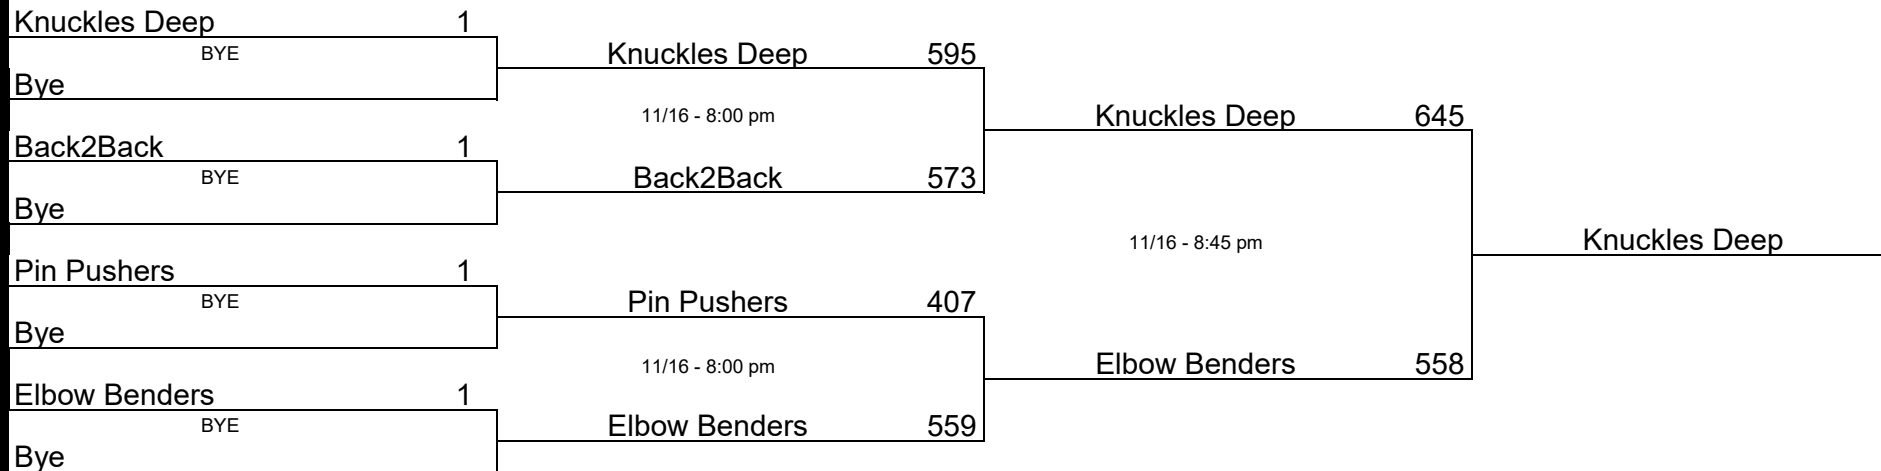 Knuckles Deep 1
BYE
Bye
Back2Back 1
BYE
Bye
Pin Pushers 1
BYE
Bye
Elbow Benders 1
BYE
Bye
Knuckles Deep 595
11/16 - 8:00 pm
Back2Back 573
Pin Pushers 407
11/16 - 8:00 pm
Elbow Benders 559
Knuckles Deep 645
11/16 - 8:45 pm
Elbow Benders 558
Knuckles Deep